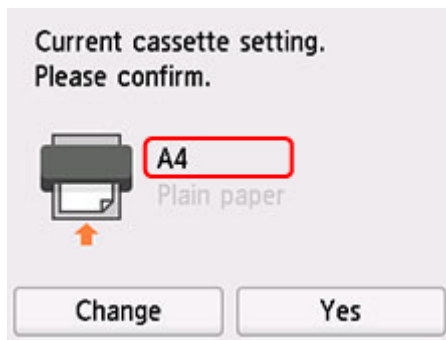 Current cassette setting.
Please confirm.
A4
Plain paper
Change
Yes